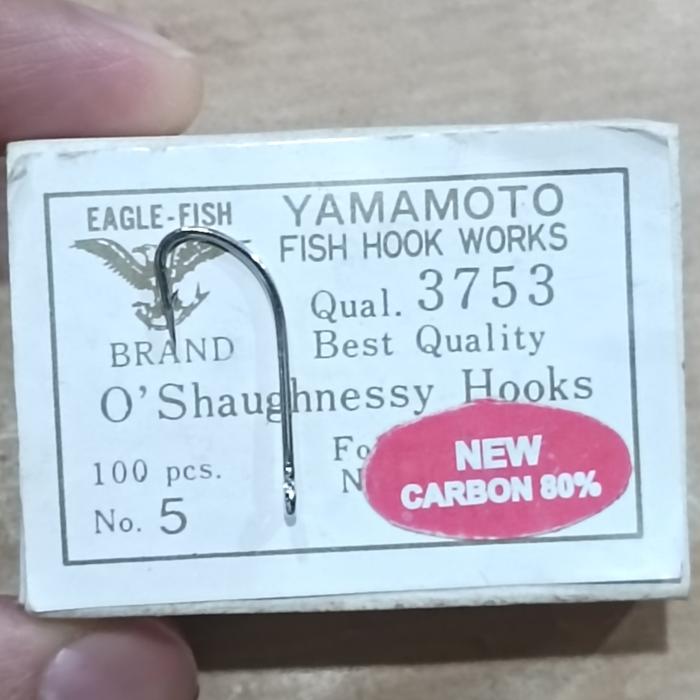 EAGLE-FISH
BRAND
YAMAMOTO
FISH HOOK WORKS
Qual. 3753
Best Quality
O'Shaughnessy Hooks
100 pcs.
No. 5
NEW
CARBON 80%